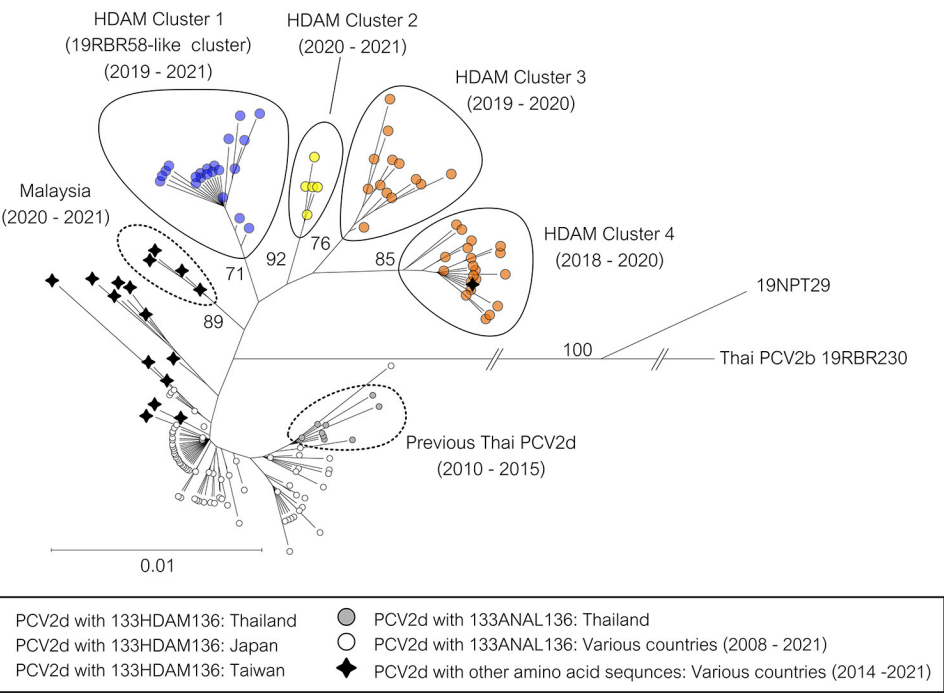 HDAM Cluster 1
(19RBR58-like cluster)
(2019 - 2021)
HDAM Cluster 2
(2020 - 2021)
HDAM Cluster 3
(2019 - 2020)
Malaysia
(2020 - 2021)
HDAM Cluster 4
(2018 - 2020)
71
92
76
85
89
19NPT29
100
Thai PCV2b 19RBR230
Previous Thai PCV2d
(2010 - 2015)
0.01
PCV2d with 133HDAM136: Thailand
PCV2d with 133HDAM136: Japan
PCV2d with 133HDAM136: Taiwan
PCV2d with 133ANAL136: Thailand
PCV2d with 133ANAL136: Various countries (2008 - 2021)
PCV2d with other amino acid sequnces: Various countries (2014 -2021)